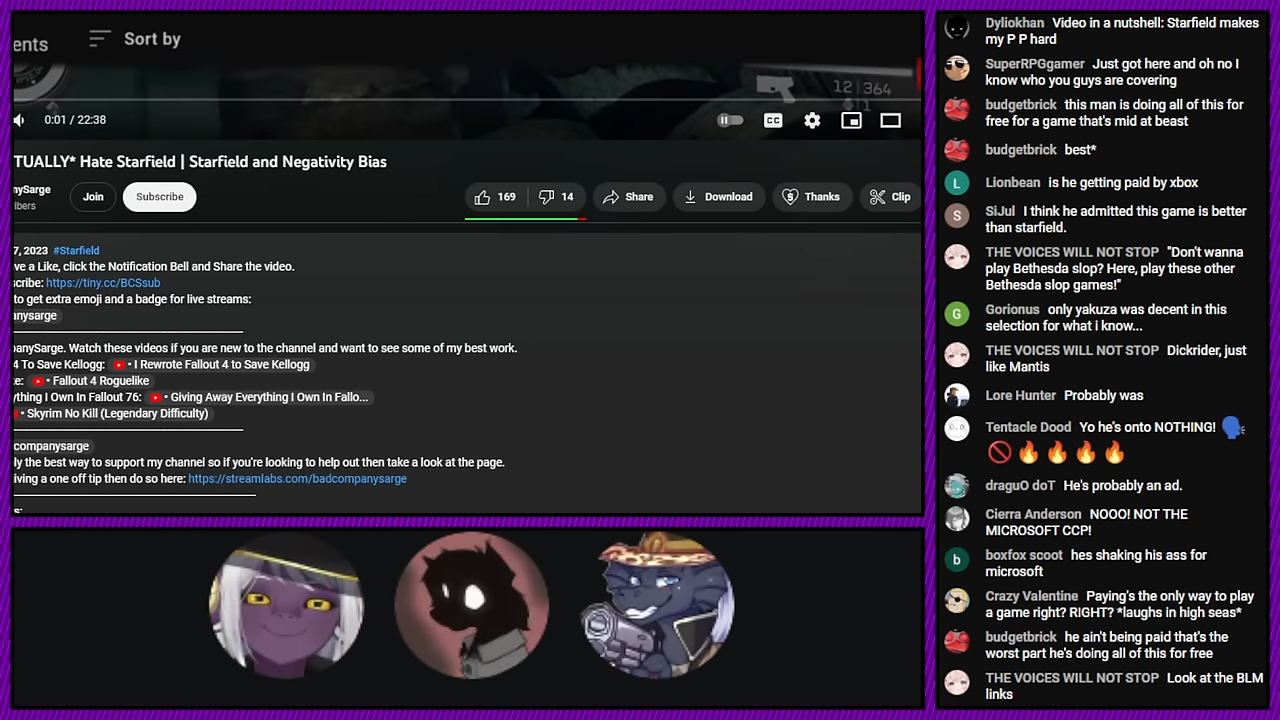 ents
Sort by
12|364
1
0:01 / 22:38
CC
TUALLY* Hate Starfield | Starfield and Negativity Bias
nySarge
ibers
Join
Subscribe
169
14
Share
Download
Thanks
Clip
7, 2023 #Starfield
ve a Like, click the Notification Bell and Share the video.
scribe: https://tiny.cc/BCSsub
to get extra emoji and a badge for live streams:
anysarge
anySarge. Watch these videos if you are new to the channel and want to see some of my best work.
4 To Save Kellogg: • I Rewrote Fallout 4 to Save Kellogg
e: • Fallout 4 Roguelike
ything I Own In Fallout 76: • Giving Away Everything I Own In Fallo...
• Skyrim No Kill (Legendary Difficulty)
companysarge
ly the best way to support my channel so if you're looking to help out then take a look at the page.
iving a one off tip then do so here: https://streamlabs.com/badcompanysarge
s:
Dyliokhan Video in a nutshell: Starfield makes
my P P hard
SuperRPGgamer Just got here and oh no I
know who you guys are covering
budgetbrick this man is doing all of this for
free for a game that's mid at beast
budgetbrick best*
L
Lionbean is he getting paid by xbox
S
SiJul I think he admitted this game is better
than starfield.
THE VOICES WILL NOT STOP "Don't wanna
play Bethesda slop? Here, play these other
Bethesda slop games!"
G
Gorionus only yakuza was decent in this
selection for what i know...
THE VOICES WILL NOT STOP Dickrider, just
like Mantis
Lore Hunter Probably was
Tentacle Dood Yo he's onto NOTHING! 🗣️
🚫🔥🔥🔥🔥
draguO doT He's probably an ad.
Cierra Anderson NOOO! NOT THE
MICROSOFT CCP!
b
boxfox scoot hes shaking his ass for
microsoft
Crazy Valentine Paying's the only way to play
a game right? RIGHT? *laughs in high seas*
budgetbrick he ain't being paid that's the
worst part he's doing all of this for free
THE VOICES WILL NOT STOP Look at the BLM
links